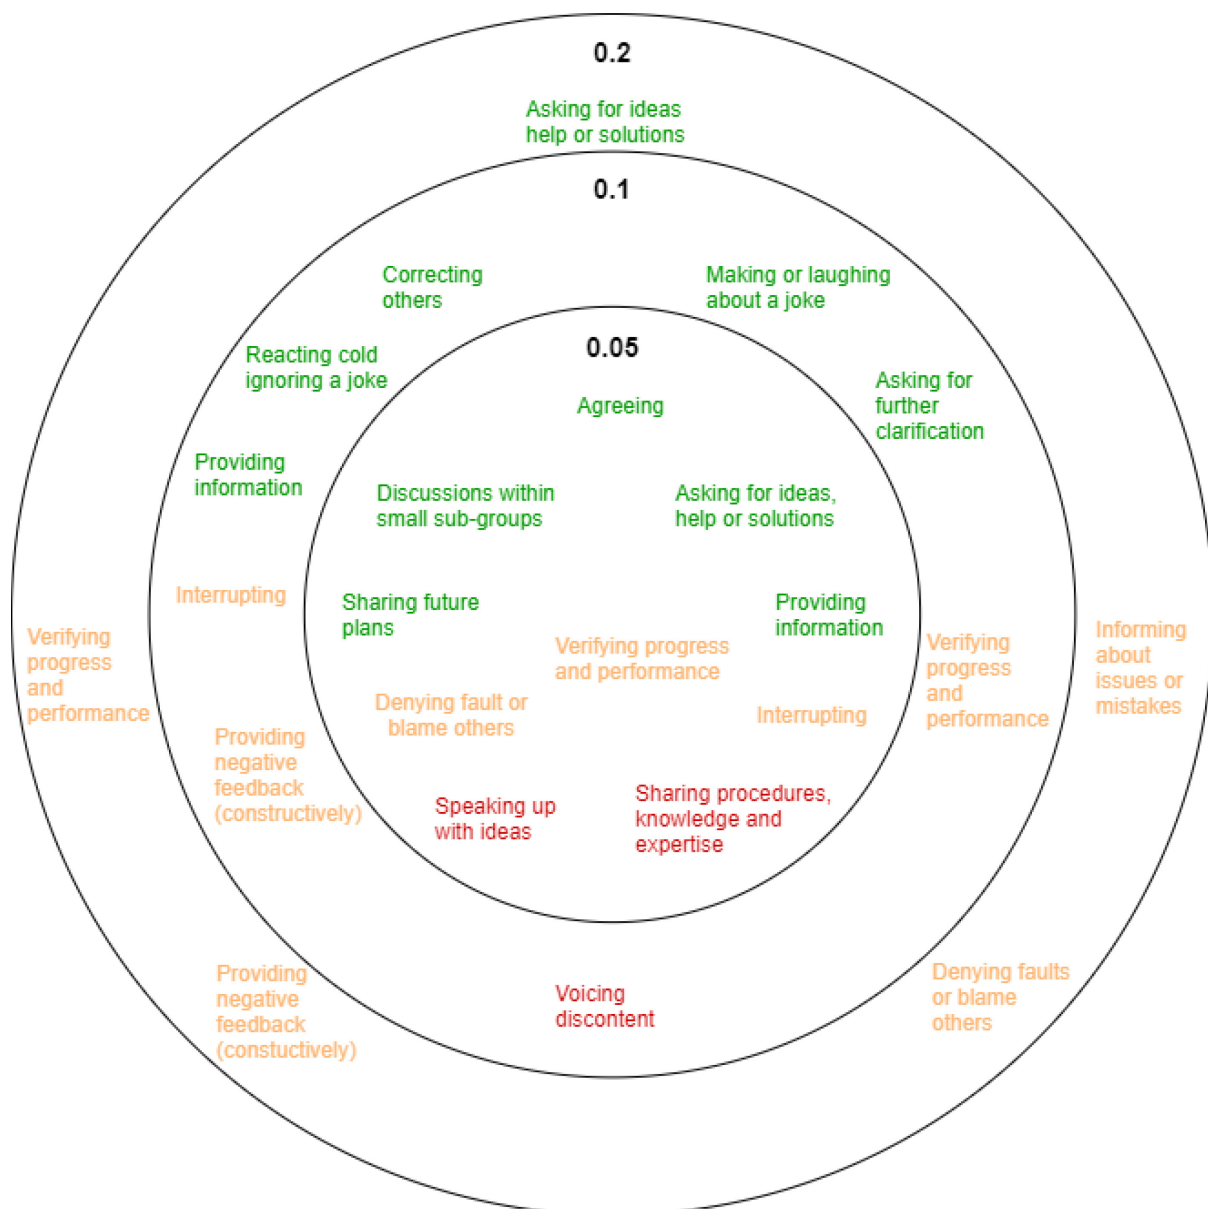 0.2
Asking for ideas
help or solutions
0.1
Correcting
others
Making or laughing
about a joke
Reacting cold
ignoring a joke
0.05
Agreeing
Asking for
further
clarification
Providing
information
Discussions within
small sub-groups
Asking for ideas,
help or solutions
Interrupting
Sharing future
plans
Providing
information
Verifying
progress
and
performance
Verifying progress
and performance
Verifying
progress
and
performance
Informing
about
issues or
mistakes
Denying fault or
blame others
Interrupting
Providing
negative
feedback
(constructively)
Speaking up
with ideas
Sharing procedures,
knowledge and
expertise
Providing
negative
feedback
(constuctively)
Voicing
discontent
Denying faults
or blame
others